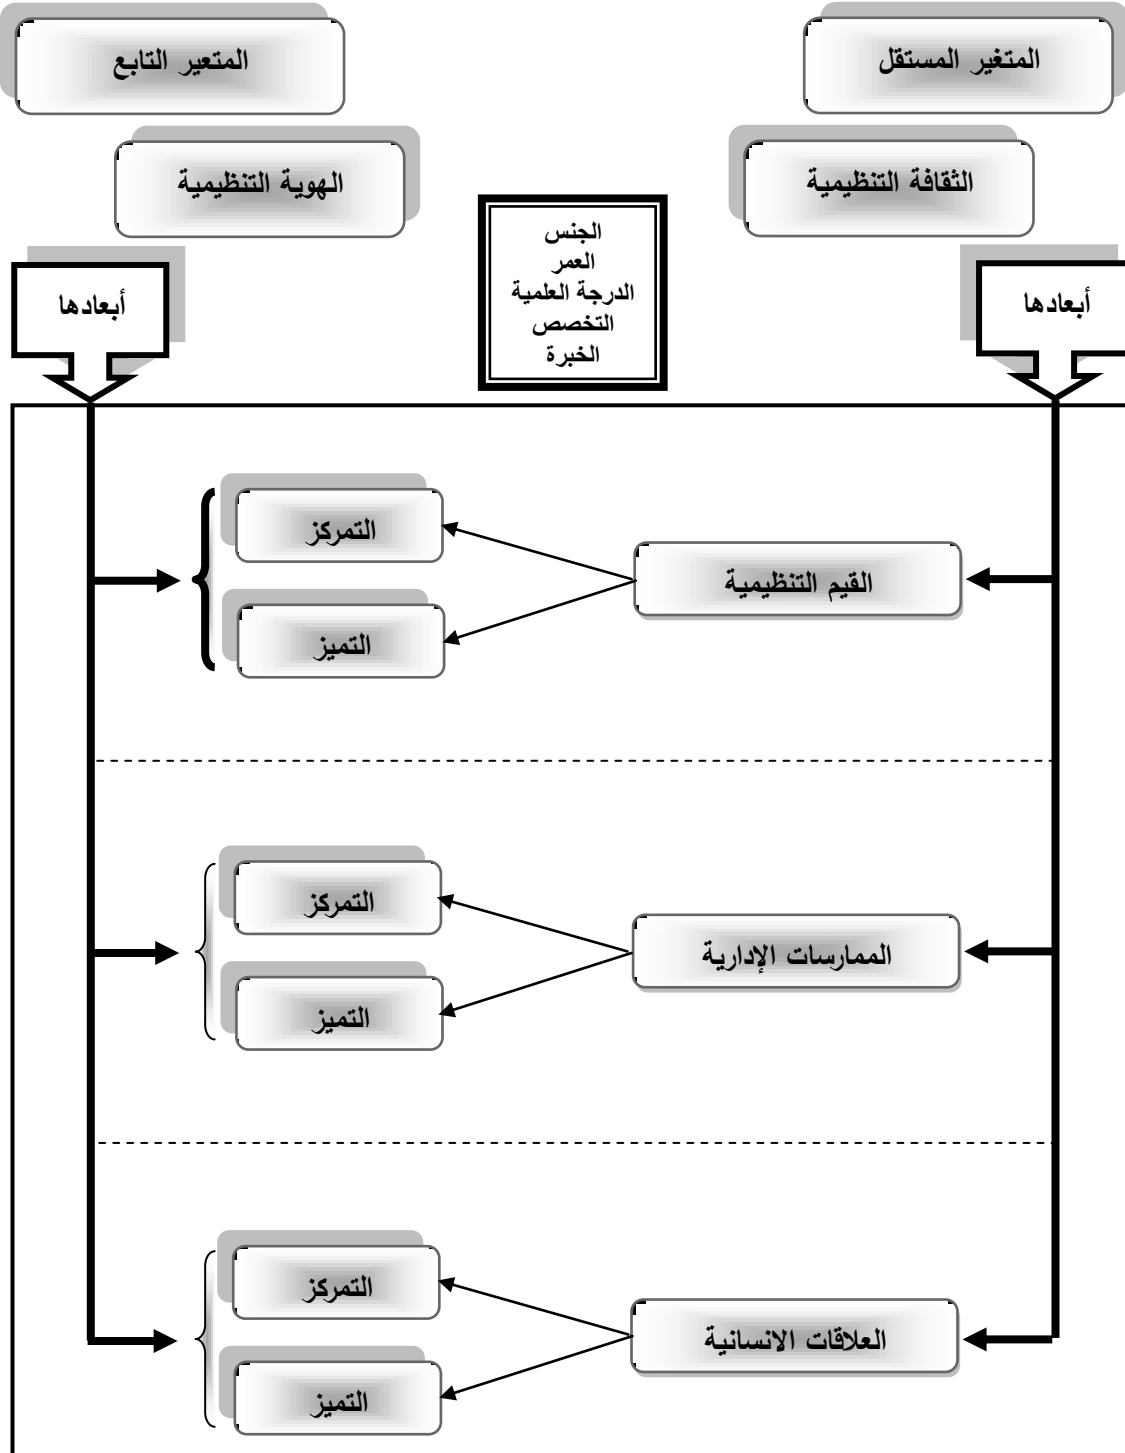 المتغير المستقل
المتعير التابع
الثقافة التنظيمية
الهوية التنظيمية
الجنس
العمر
الدرجة العلمية
التخصص
الخبرة
أبعادها
أبعادها
القيم التنظيمية
التمركز
التميز
الممارسات الإدارية
التمركز
التميز
العلاقات الانسانية
التمركز
التميز